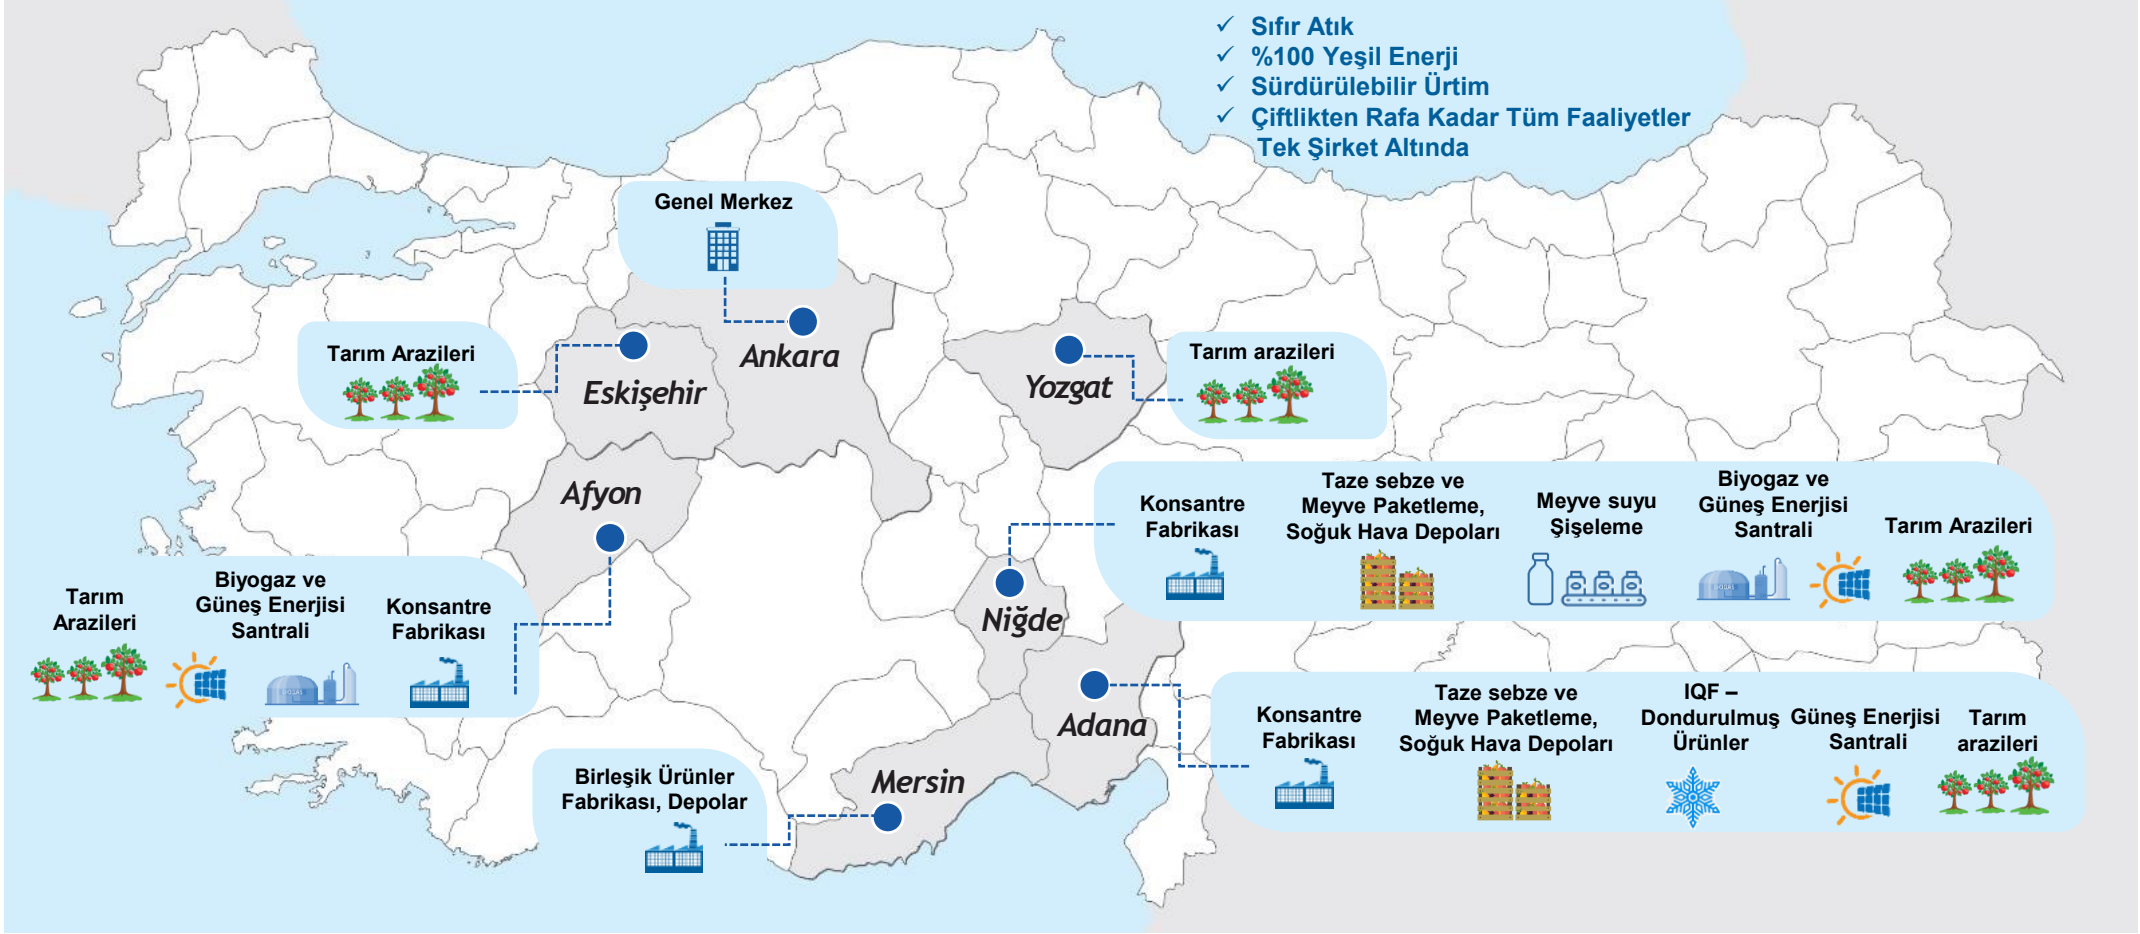 ✓ Sıfır Atık
✓ %100 Yeşil Enerji
✓ Sürdürülebilir Ürtim
✓ Çiftlikten Rafa Kadar Tüm Faaliyetler
Tek Şirket Altında
Genel Merkez
Ankara
Tarım Arazileri
Eskişehir
Yozgat
Tarım arazileri
Afyon
Tarım
Arazileri
Biyogaz ve
Güneş Enerjisi
Santrali
Konsantre
Fabrikası
Niğde
Konsantre
Fabrikası
Taze sebze ve
Meyve Paketleme,
Soğuk Hava Depoları
Meyve suyu
Şişeleme
Biyogaz ve
Güneş Enerjisi
Santrali
Tarım Arazileri
Adana
Konsantre
Fabrikası
Taze sebze ve
Meyve Paketleme,
Soğuk Hava Depoları
IQF –
Dondurulmuş
Ürünler
Güneş Enerjisi
Santrali
Tarım
arazileri
Mersin
Birleşik Ürünler
Fabrikası, Depolar